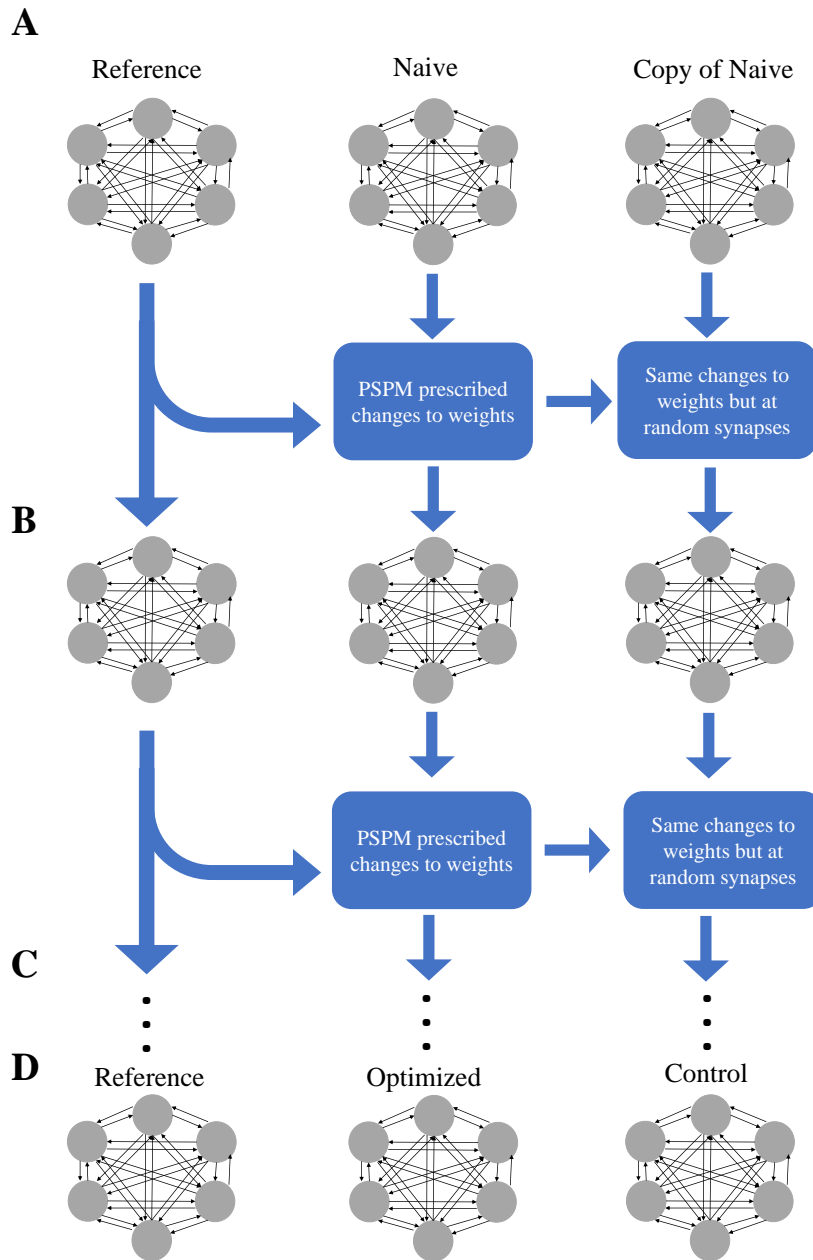 A
Reference
Naive
Copy of Naive
PSPM prescribed
changes to weights
Same changes to
weights but at
random synapses
B
PSPM prescribed
changes to weights
Same changes to
weights but at
random synapses
C
D
Reference
Optimized
Control